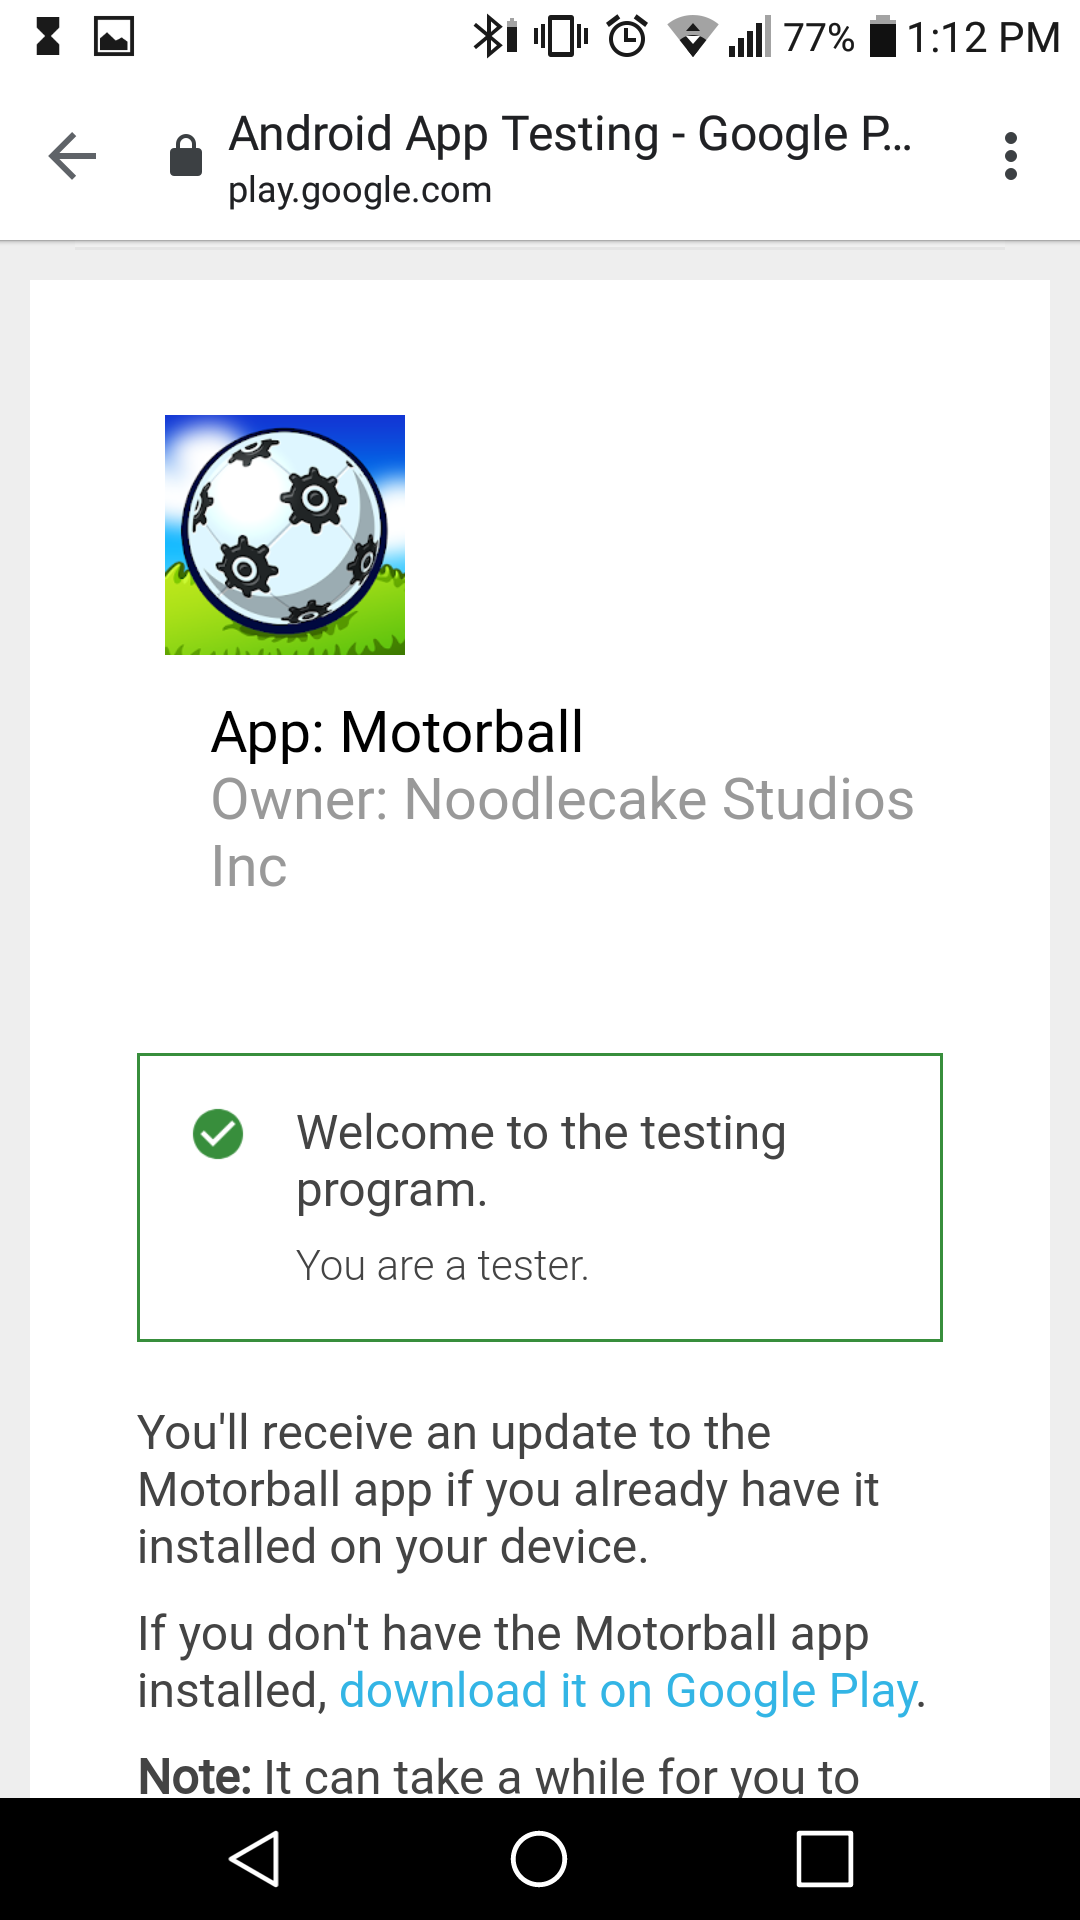 77% 1:12 PM
Android App Testing - Google P...
play.google.com
App: Motorball
Owner: Noodlecake Studios
Inc
Welcome to the testing
program.
You are a tester.
You'll receive an update to the
Motorball app if you already have it
installed on your device.
If you don't have the Motorball app
installed, download it on Google Play.
Note: It can take a while for you to